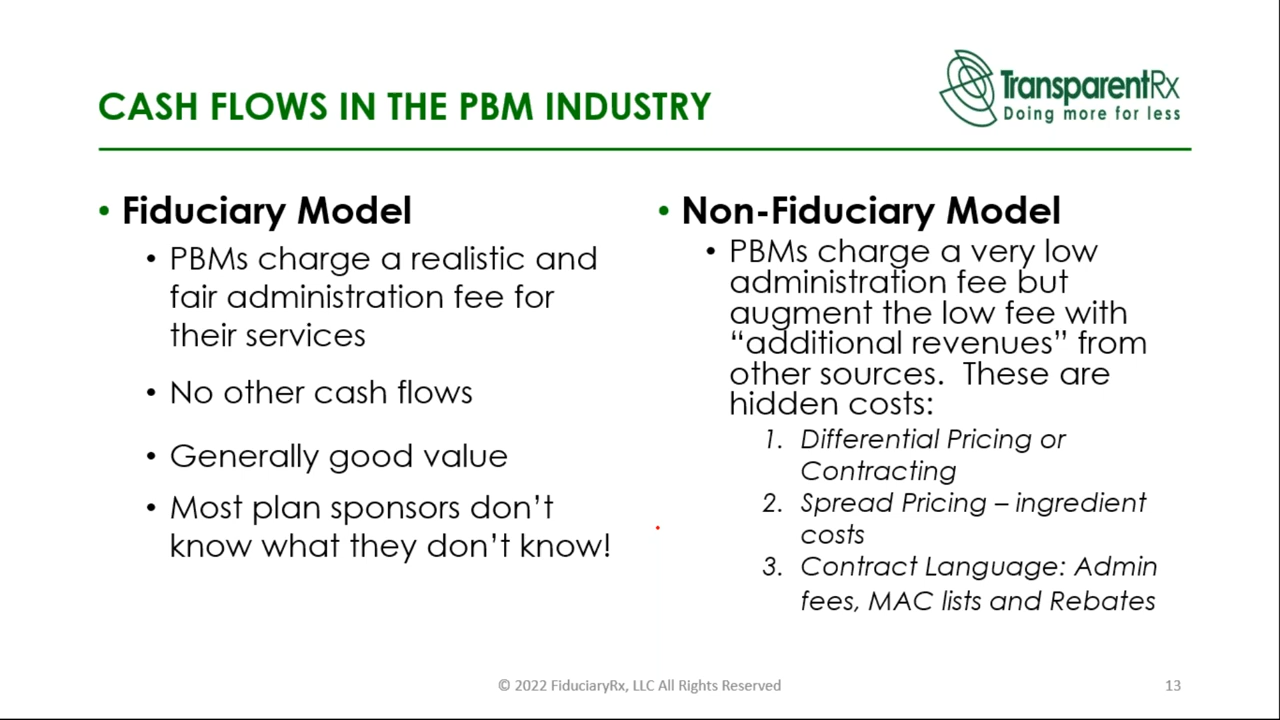 TransparentRx
Doing more for less
CASH FLOWS IN THE PBM INDUSTRY
• Fiduciary Model
• PBMs charge a realistic and
fair administration fee for
their services
• No other cash flows
• Generally good value
• Most plan sponsors don’t
know what they don’t know!
• Non-Fiduciary Model
• PBMs charge a very low
administration fee but
augment the low fee with
“additional revenues” from
other sources.  These are
hidden costs:
1. Differential Pricing or
Contracting
2. Spread Pricing – ingredient
costs
3. Contract Language: Admin
fees, MAC lists and Rebates
© 2022 FiduciaryRx, LLC All Rights Reserved
13